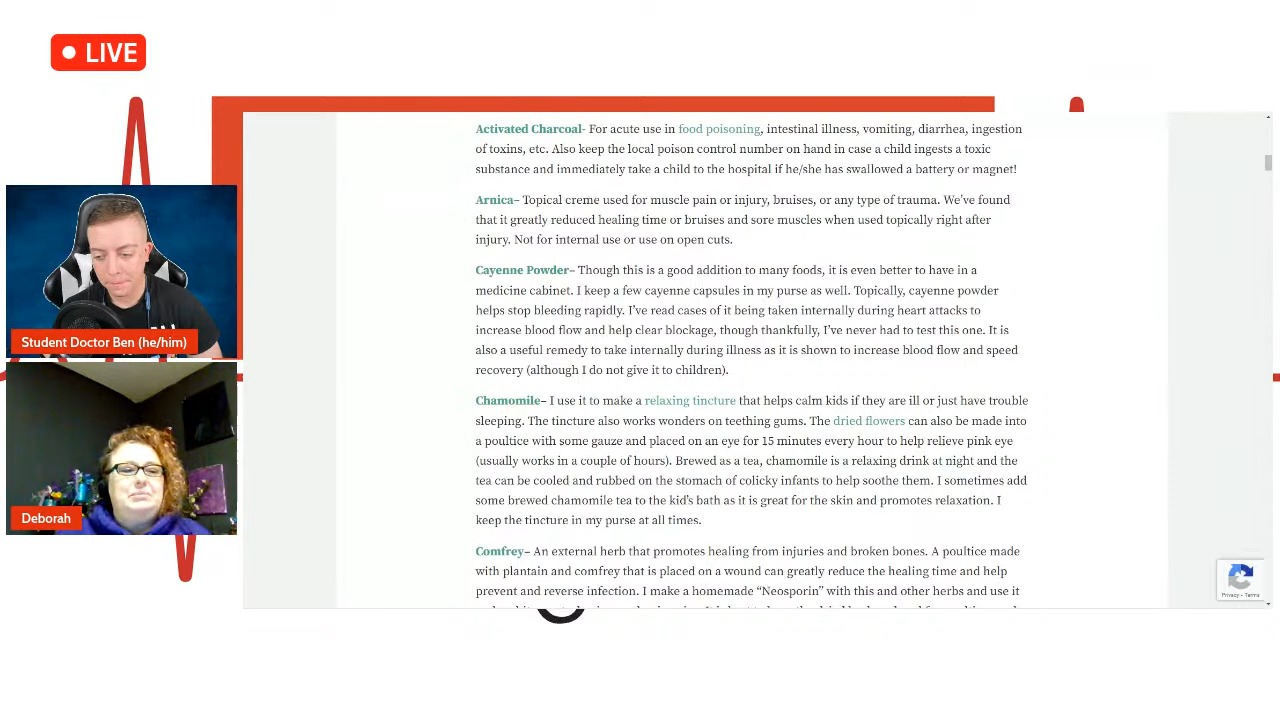 LIVE
Activated Charcoal- For acute use in food poisoning, intestinal illness, vomiting, diarrhea, ingestion
of toxins, etc. Also keep the local poison control number on hand in case a child ingests a toxic
substance and immediately take a child to the hospital if he/she has swallowed a battery or magnet!
Arnica– Topical creme used for muscle pain or injury, bruises, or any type of trauma. We've found
that it greatly reduced healing time or bruises and sore muscles when used topically right after
injury. Not for internal use or use on open cuts.
Cayenne Powder– Though this is a good addition to many foods, it is even better to have in a
medicine cabinet. I keep a few cayenne capsules in my purse as well. Topically, cayenne powder
helps stop bleeding rapidly. I've read cases of it being taken internally during heart attacks to
increase blood flow and help clear blockage, though thankfully, I've never had to test this one. It is
also a useful remedy to take internally during illness as it is shown to increase blood flow and speed
recovery (although I do not give it to children).
Chamomile– I use it to make a relaxing tincture that helps calm kids if they are ill or just have trouble
sleeping. The tincture also works wonders on teething gums. The dried flowers can also be made into
a poultice with some gauze and placed on an eye for 15 minutes every hour to help relieve pink eye
(usually works in a couple of hours). Brewed as a tea, chamomile is a relaxing drink at night and the
tea can be cooled and rubbed on the stomach of colicky infants to help soothe them. I sometimes add
some brewed chamomile tea to the kid's bath as it is great for the skin and promotes relaxation. I
keep the tincture in my purse at all times.
Comfrey– An external herb that promotes healing from injuries and broken bones. A poultice made
with plantain and comfrey that is placed on a wound can greatly reduce the healing time and help
prevent and reverse infection. I make a homemade “Neosporin” with this and other herbs and use it
Student Doctor Ben (he/him)
Deborah
Privacy - Terms